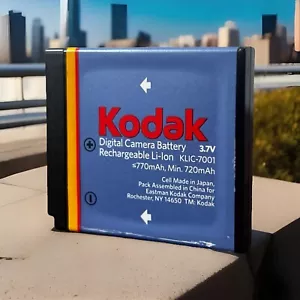 Kodak
Digital Camera Battery 3.7V
Rechargeable Li-Ion KLIC-7001
≤770mAh, Min. 720mAh
Cell Made in Japan,
Pack Assembled in China for
Eastman Kodak Company
Rochester, NY 14650 TM: Kodak